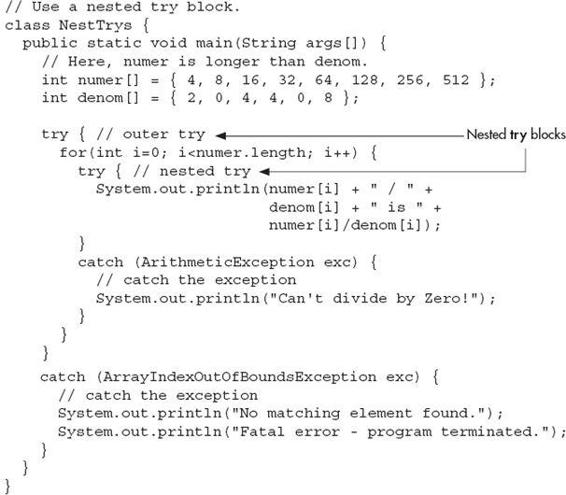 // Use a nested try block.
class NestTrys {
  public static void main(String args[]) {
    // Here, numer is longer than denom.
    int numer[] = { 4, 8, 16, 32, 64, 128, 256, 512 };
    int denom[] = { 2, 0, 4, 4, 0, 8 };

    try { // outer try
Nested try blocks
      for(int i=0; i<numer.length; i++) {
        try { // nested try
          System.out.println(numer[i] + " / " +
                             denom[i] + " is " +
                             numer[i]/denom[i]);
        }
        catch (ArithmeticException exc) {
          // catch the exception
          System.out.println("Can't divide by Zero!");
        }
      }
    }
    catch (ArrayIndexOutOfBoundsException exc) {
      // catch the exception
      System.out.println("No matching element found.");
      System.out.println("Fatal error - program terminated.");
    }
  }
}